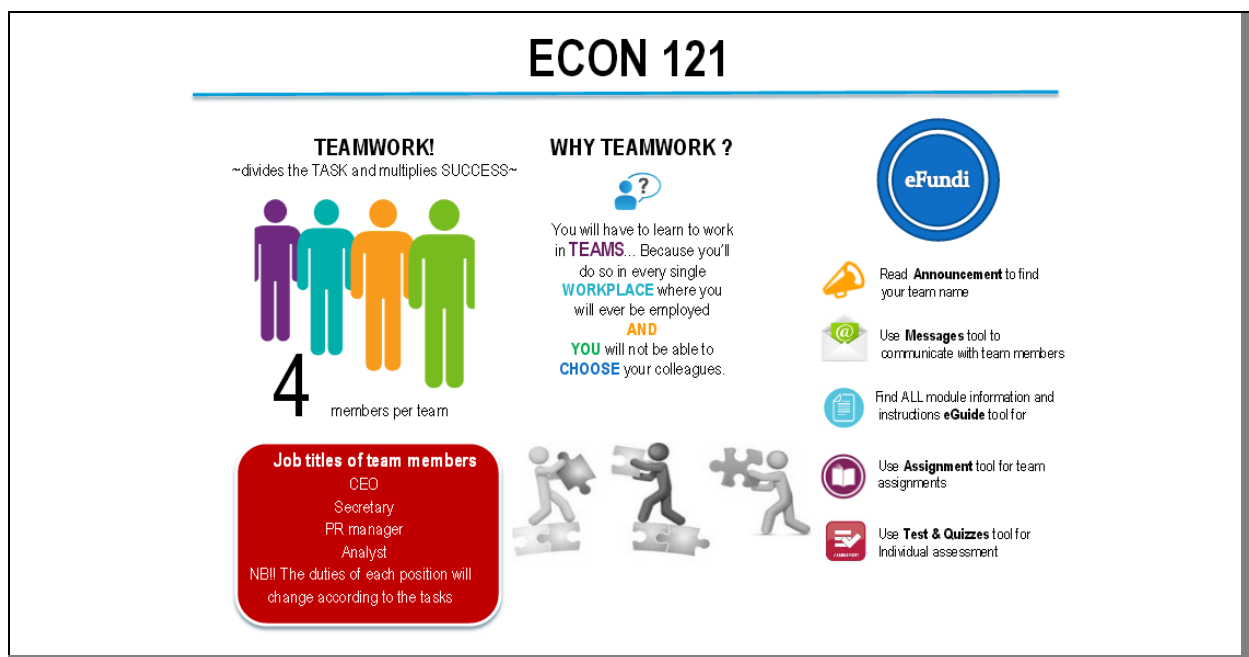 ECON 121
TEAMWORK!
~divides the TASK and multiplies SUCCESS~
4
members per team
Job titles of team members
CEO
Secretary
PR manager
Analyst
NB!! The duties of each position will
change according to the tasks
WHY TEAMWORK ?
?
You will have to learn to work
in TEAMS... Because you'll
do so in every single
WORKPLACE where you
will ever be employed
AND
YOU will not be able to
CHOOSE your colleagues.
eFundi
Read Announcement to find
your team name
@
Use Messages tool to
communicate with team members
Find ALL module information and
instructions eGuide tool for
Use Assignment tool for team
assignments
Use Test & Quizzes tool for
Individual assessment